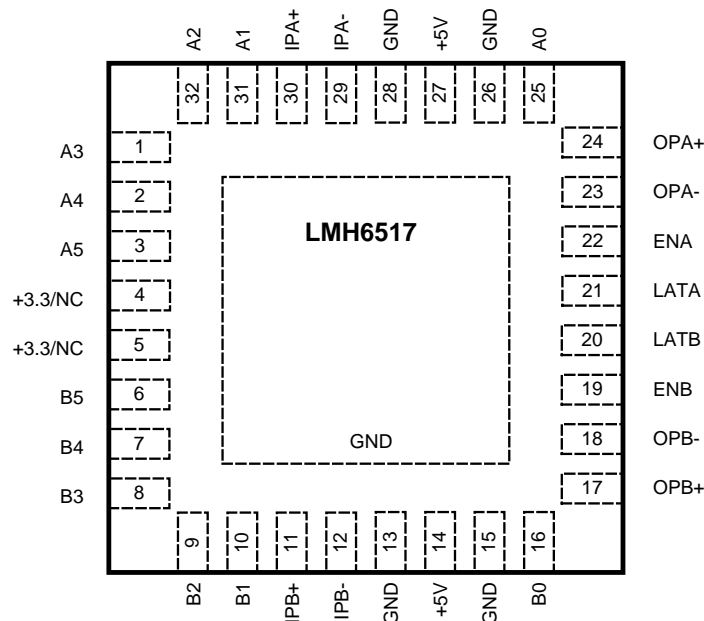 A2 A1 IPA+ IPA- GND +5V GND A0
32 31 30 29 28 27 26 25
A3 1 24 OPA+
A4 2 23 OPA-
A5 3 22 ENA
+3.3/NC 4 21 LATA
+3.3/NC 5 20 LATB
B5 6 19 ENB
B4 7 18 OPB-
B3 8 17 OPB+
LMH6517
GND
9 10 11 12 13 14 15 16
B2 B1 IPB+ IPB- GND +5V GND B0